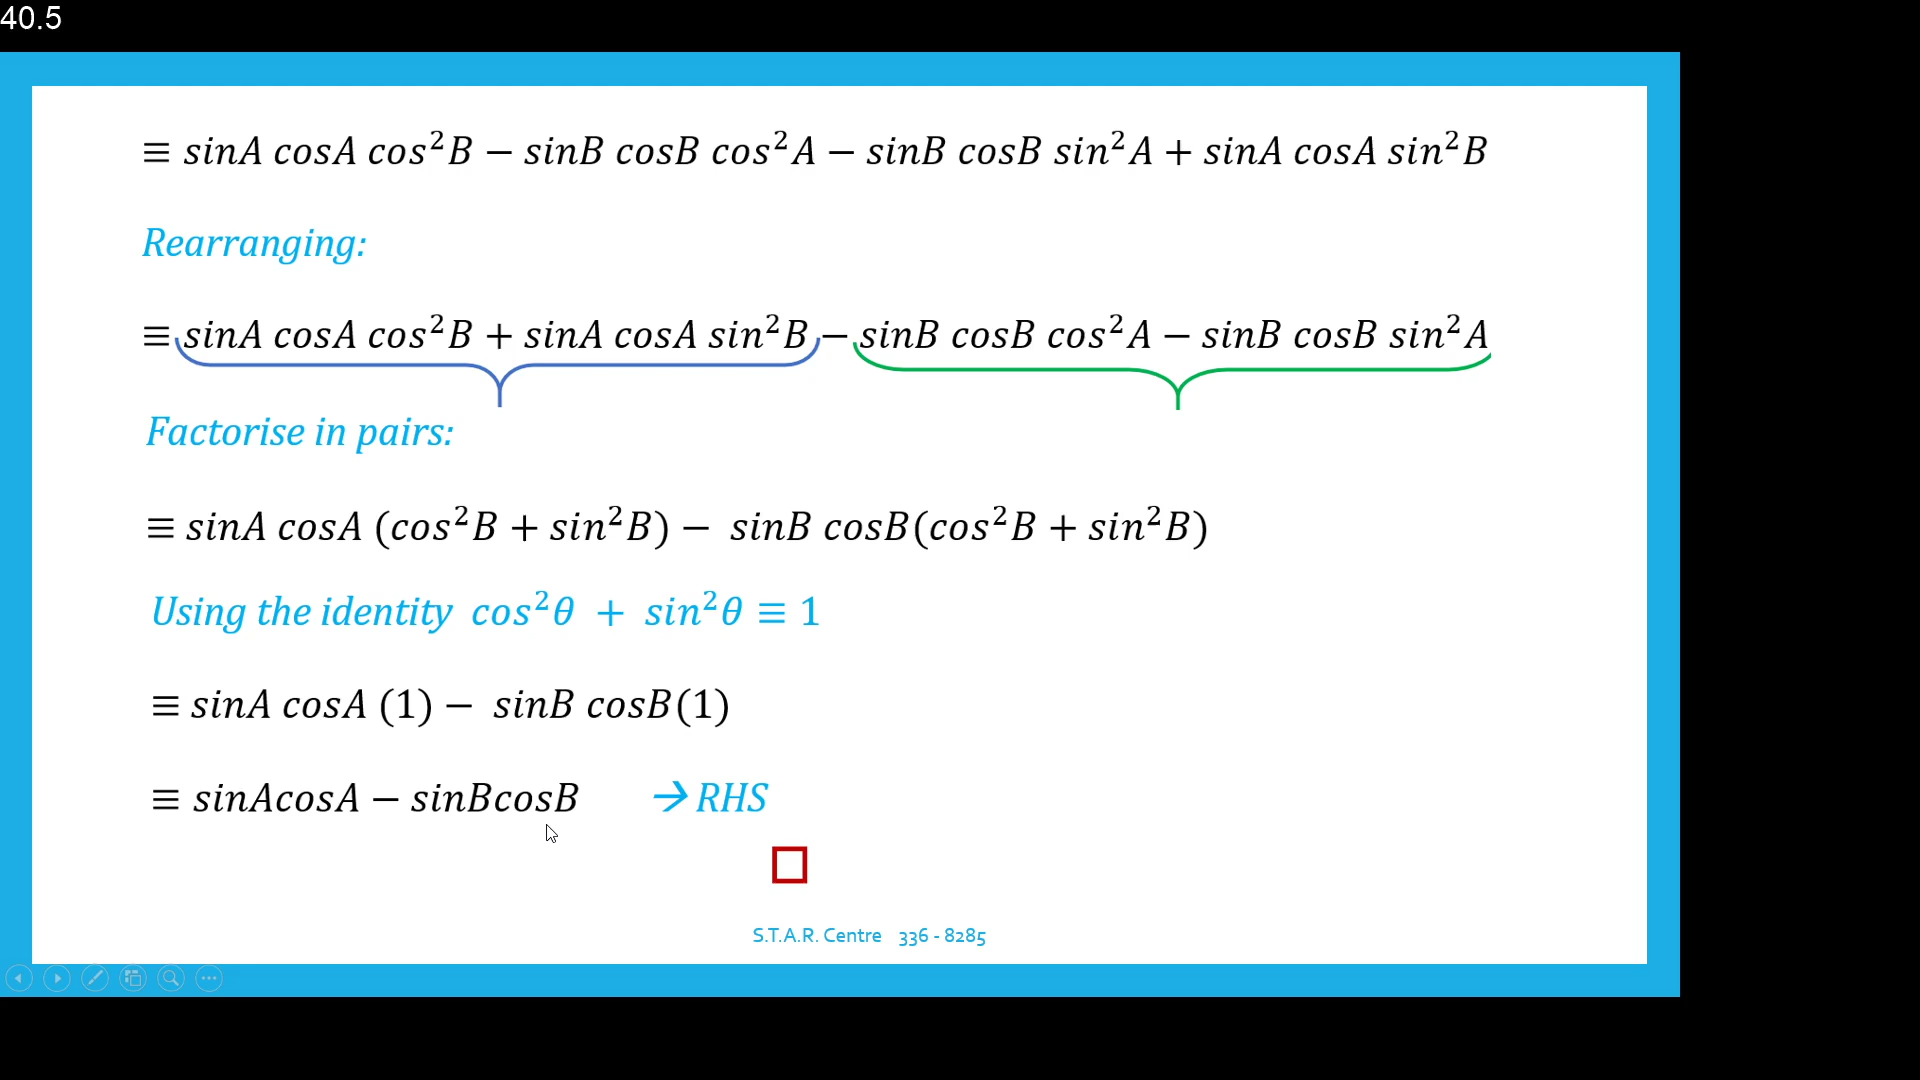 40.5
≡ sinA cosA cos²B − sinB cosB cos²A − sinB cosB sin²A + sinA cosA sin²B
Rearranging:
≡ sinA cosA cos²B + sinA cosA sin²B − sinB cosB cos²A − sinB cosB sin²A
Factorise in pairs:
≡ sinA cosA (cos²B + sin²B) − sinB cosB(cos²B + sin²B)
Using the identity cos²θ + sin²θ ≡ 1
≡ sinA cosA (1) − sinB cosB(1)
≡ sinAcosA − sinBcosB → RHS
S.T.A.R. Centre 336 - 8285